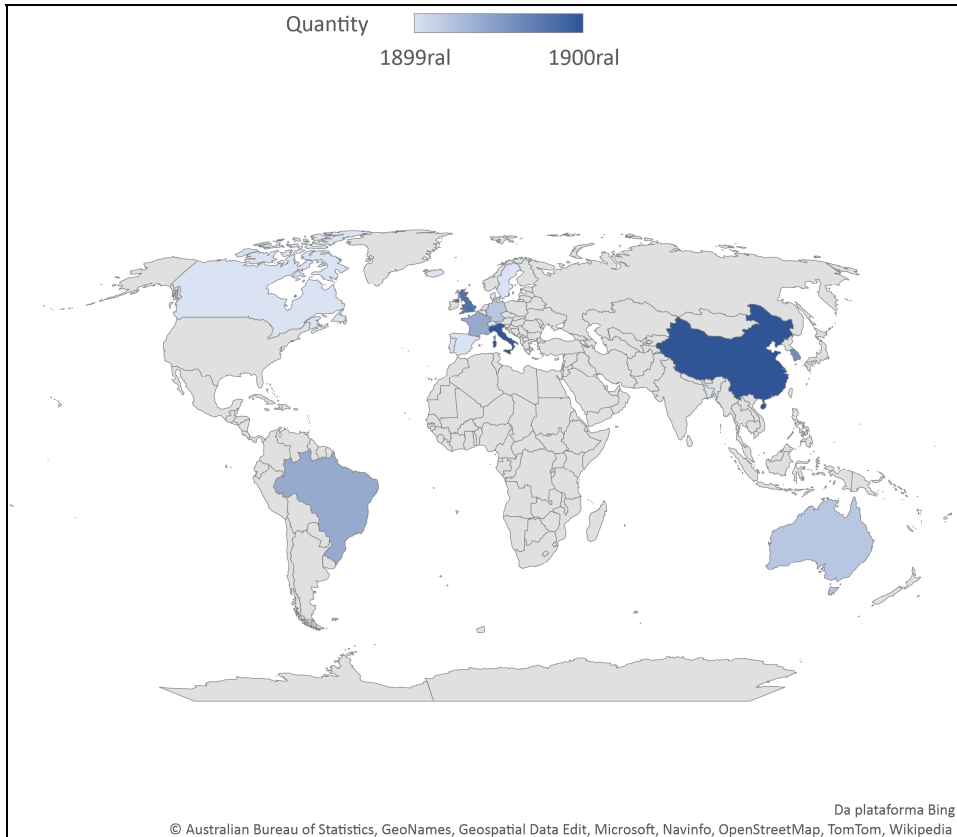 Quantity
1899ral 1900ral
Da plataforma Bing
© Australian Bureau of Statistics, GeoNames, Geospatial Data Edit, Microsoft, Navinfo, OpenStreetMap, TomTom, Wikipedia